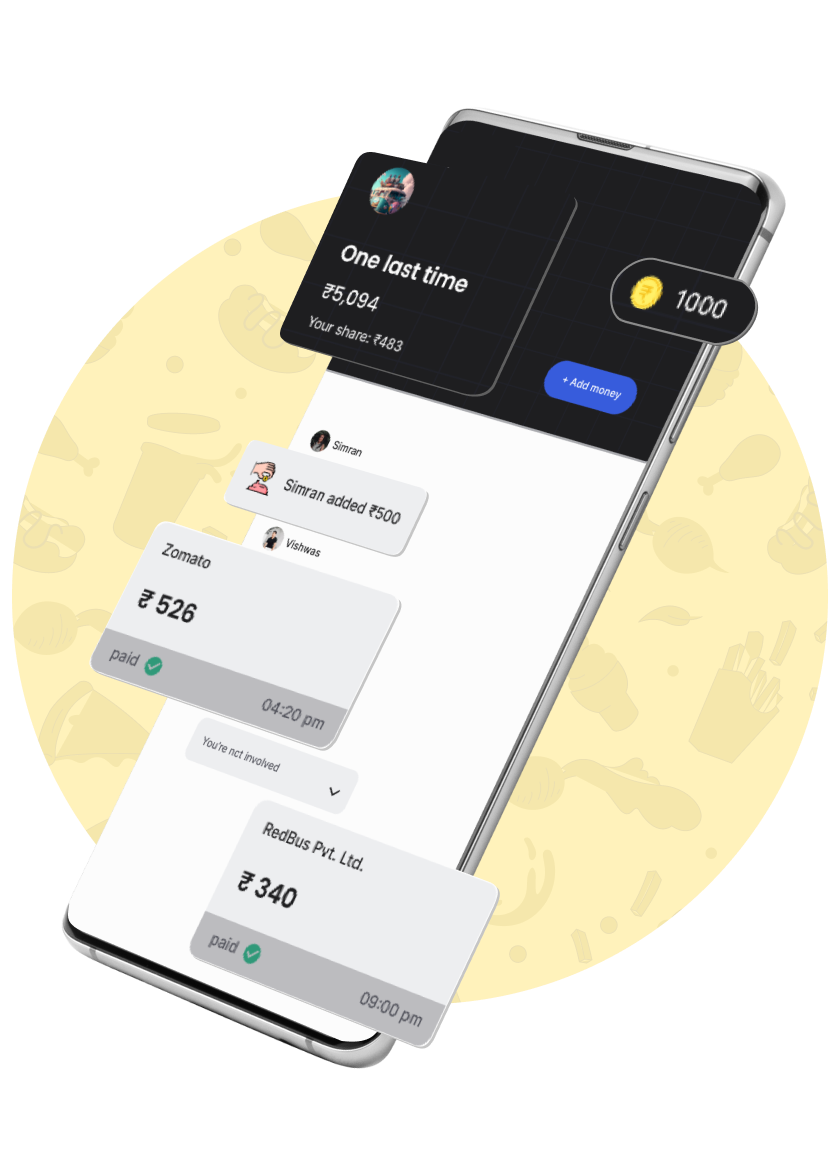 One last time
₹5,094
Your share: ₹483
1000
+ Add money
Simran
Simran added ₹500
Vishwas
Zomato
₹ 526
paid
04:20 pm
You're nct involved
RedBus Pvt. Ltd.
₹ 340
paid
09:00 pm